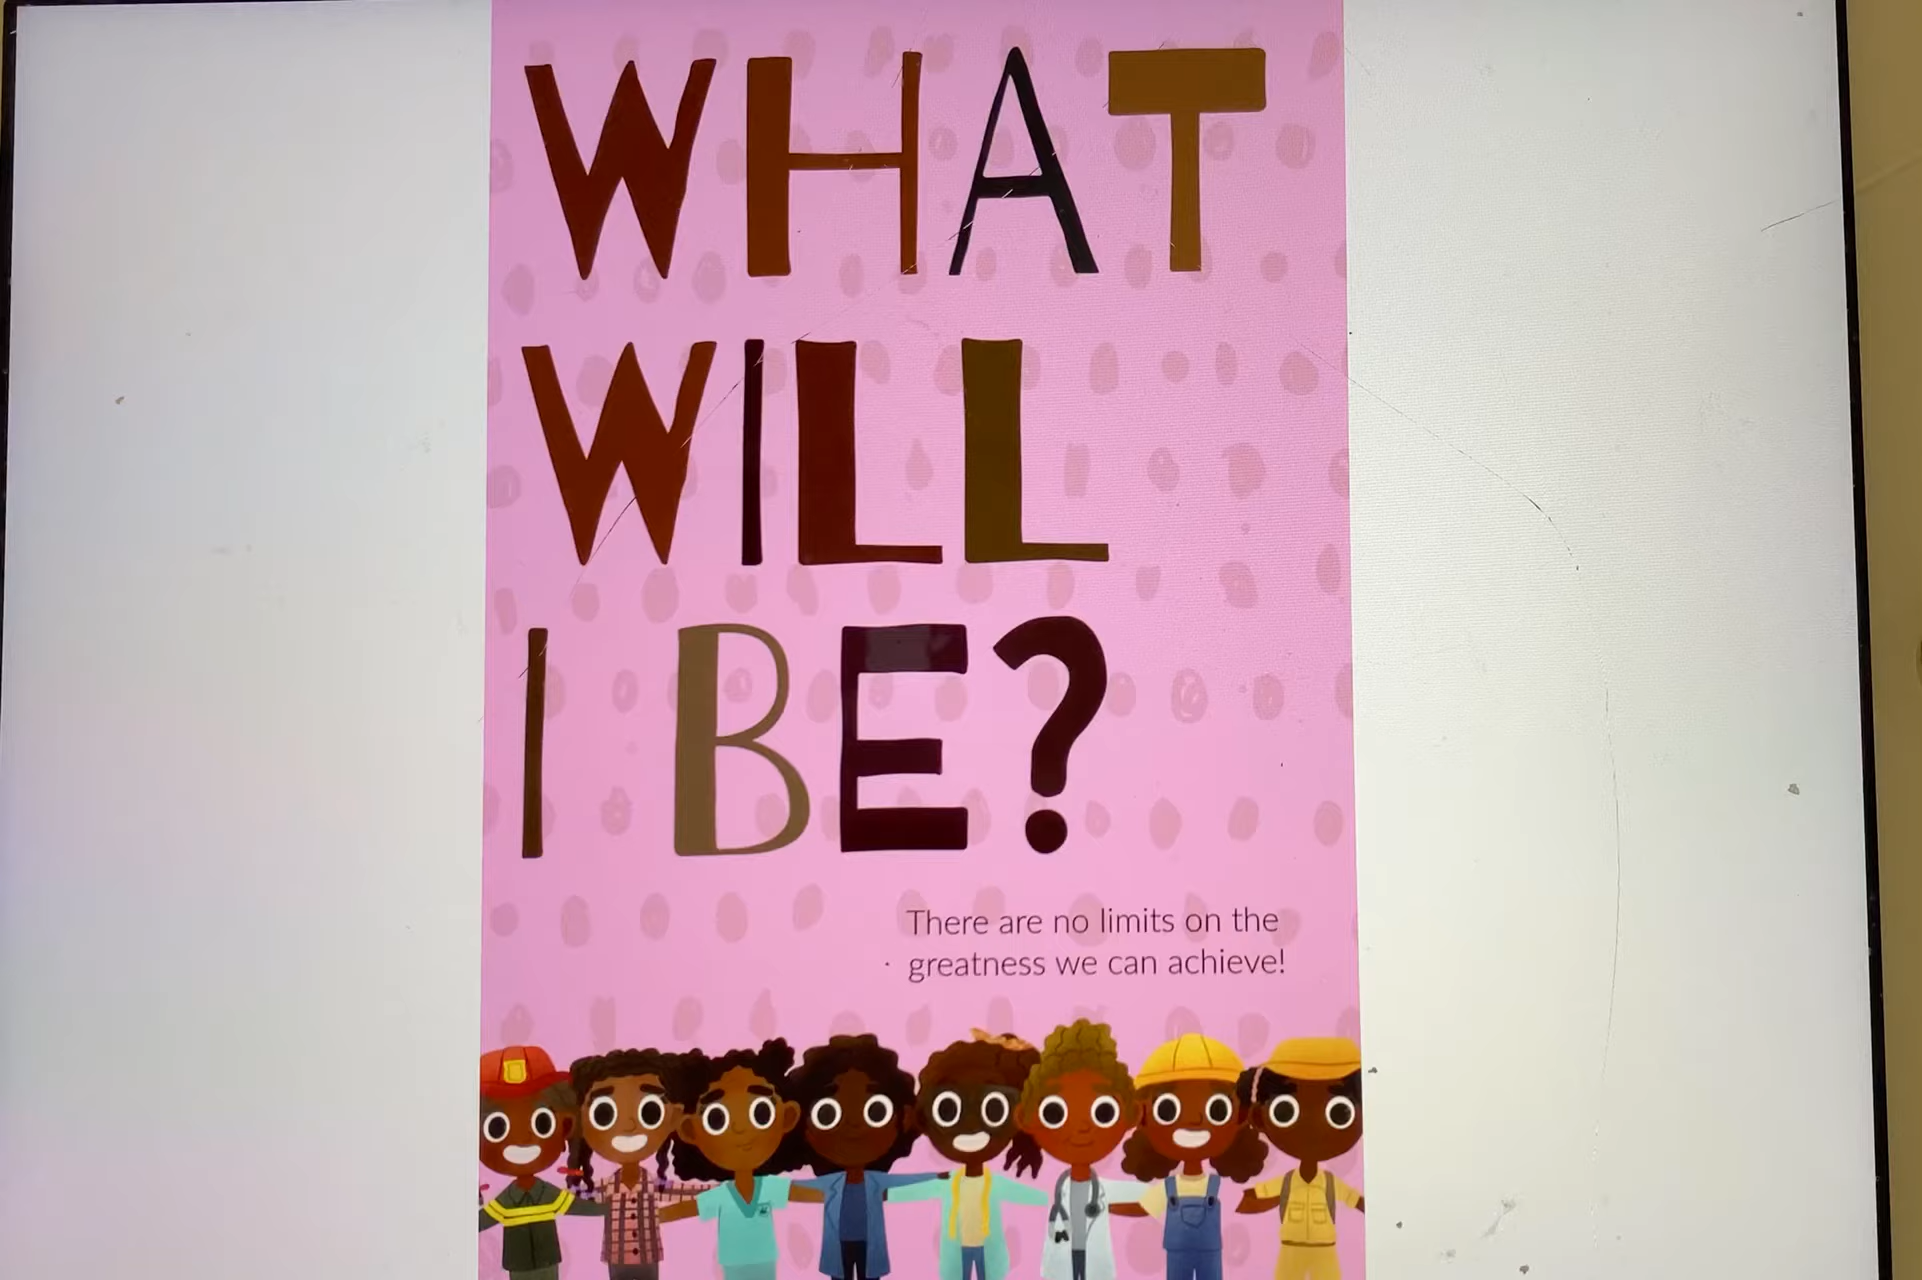 WHAT
WILL
I BE?
There are no limits on the
greatness we can achieve!